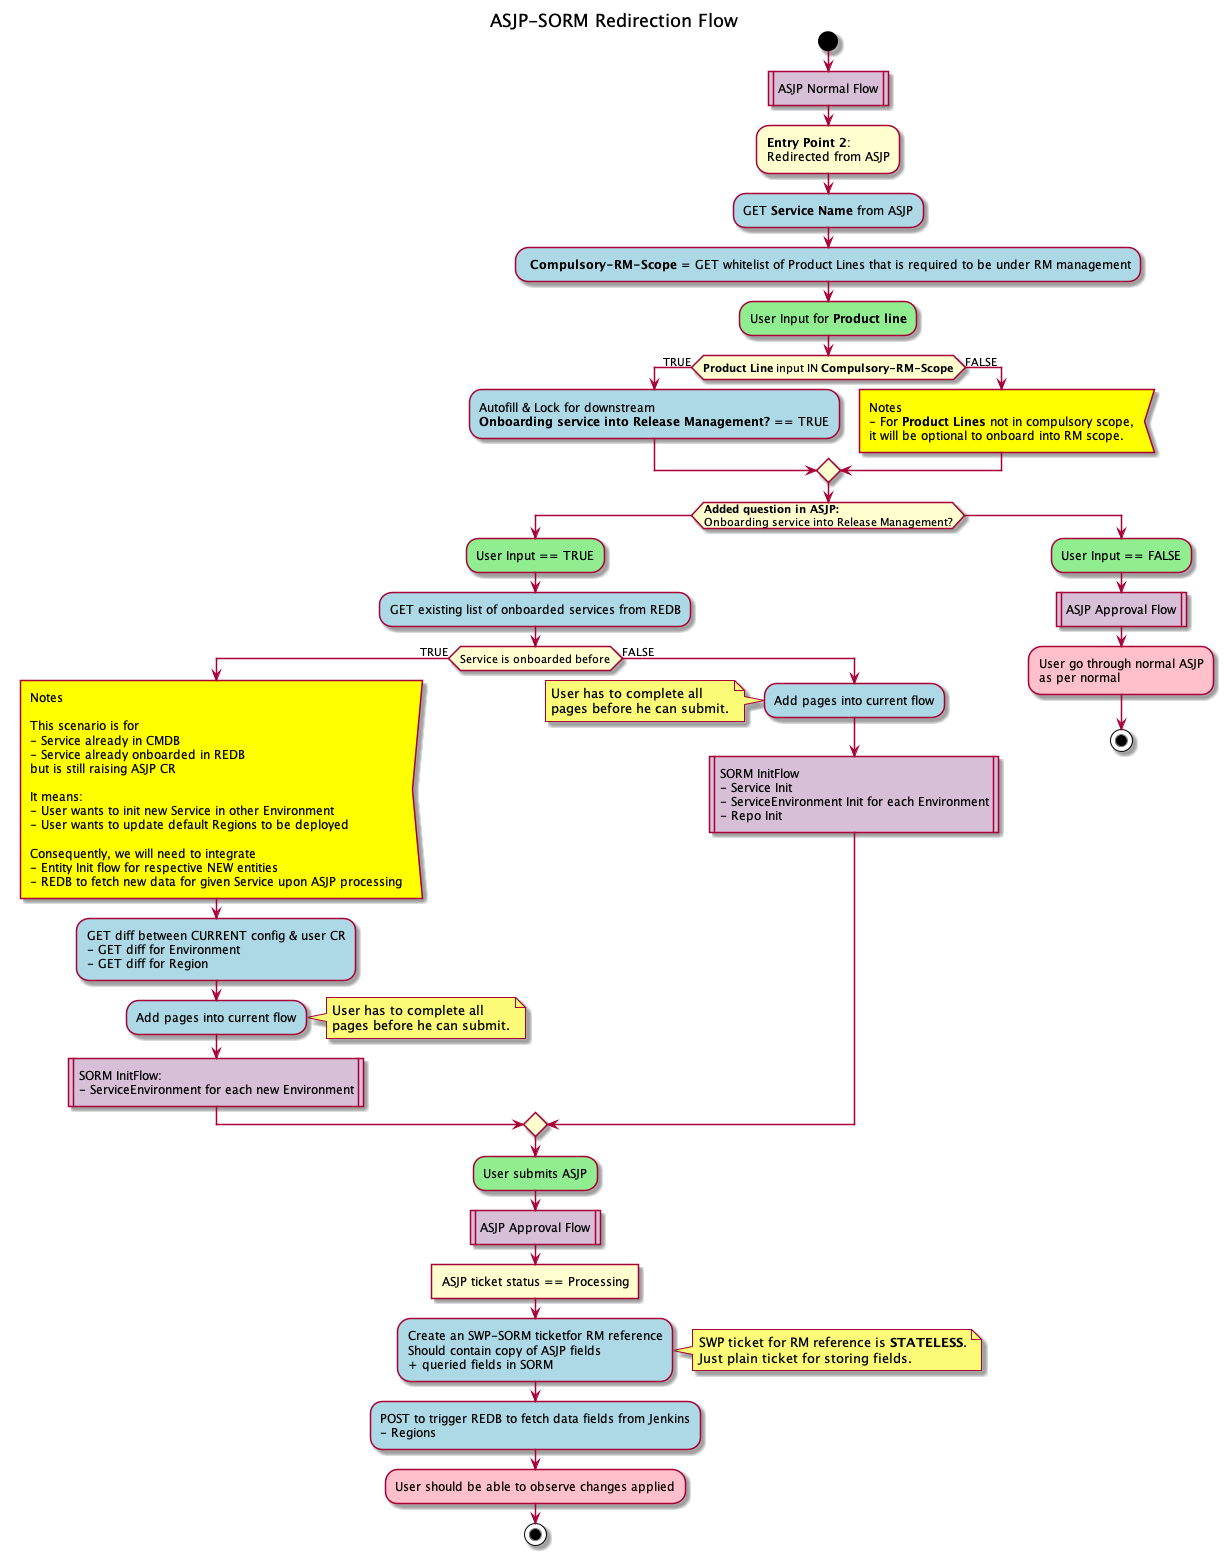 ASJP-SORM Redirection Flow
ASJP Normal Flow
Entry Point 2:
Redirected from ASJP
GET Service Name from ASJP
Compulsory-RM-Scope = GET whitelist of Product Lines that is required to be under RM management
User Input for Product line
TRUE
Product Line input IN Compulsory-RM-Scope
FALSE
Autofill & Lock for downstream
Onboarding service into Release Management? == TRUE
Notes
- For Product Lines not in compulsory scope,
it will be optional to onboard into RM scope.
Added question in ASJP:
Onboarding service into Release Management?
User Input == TRUE
GET existing list of onboarded services from REDB
TRUE
Service is onboarded before
FALSE
Notes
This scenario is for
- Service already in CMDB
- Service already onboarded in REDB
but is still raising ASJP CR
It means:
- User wants to init new Service in other Environment
- User wants to update default Regions to be deployed
Consequently, we will need to integrate
- Entity Init flow for respective NEW entities
- REDB to fetch new data for given Service upon ASJP processing
GET diff between CURRENT config & user CR
- GET diff for Environment
- GET diff for Region
Add pages into current flow
User has to complete all
pages before he can submit.
SORM InitFlow:
- ServiceEnvironment for each new Environment
User has to complete all
pages before he can submit.
Add pages into current flow
SORM InitFlow
- Service Init
- ServiceEnvironment Init for each Environment
- Repo Init
User Input == FALSE
ASJP Approval Flow
User go through normal ASJP
as per normal
User submits ASJP
ASJP Approval Flow
ASJP ticket status == Processing
Create an SWP-SORM ticketfor RM reference
Should contain copy of ASJP fields
+ queried fields in SORM
SWP ticket for RM reference is STATELESS.
Just plain ticket for storing fields.
POST to trigger REDB to fetch data fields from Jenkins
- Regions
User should be able to observe changes applied